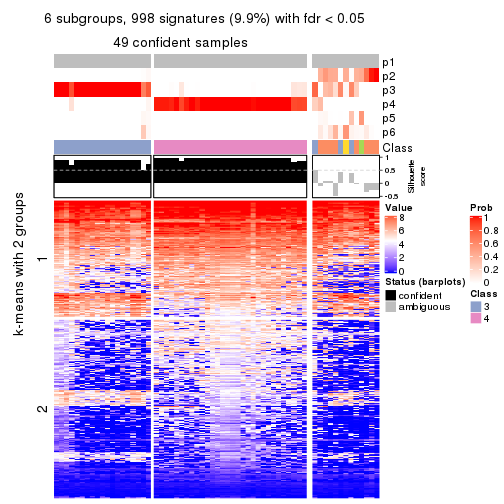 6 subgroups, 998 signatures (9.9%) with fdr < 0.05
49 confident samples
p1
p2
p3
p4
p5
p6
Class
1
0.5
0
-0.5
Silhouette
score
k-means with 2 groups
1
2
Value
8
6
4
2
0
Status (barplots)
confident
ambiguous
Prob
1
0.8
0.6
0.4
0.2
0
Class
3
4